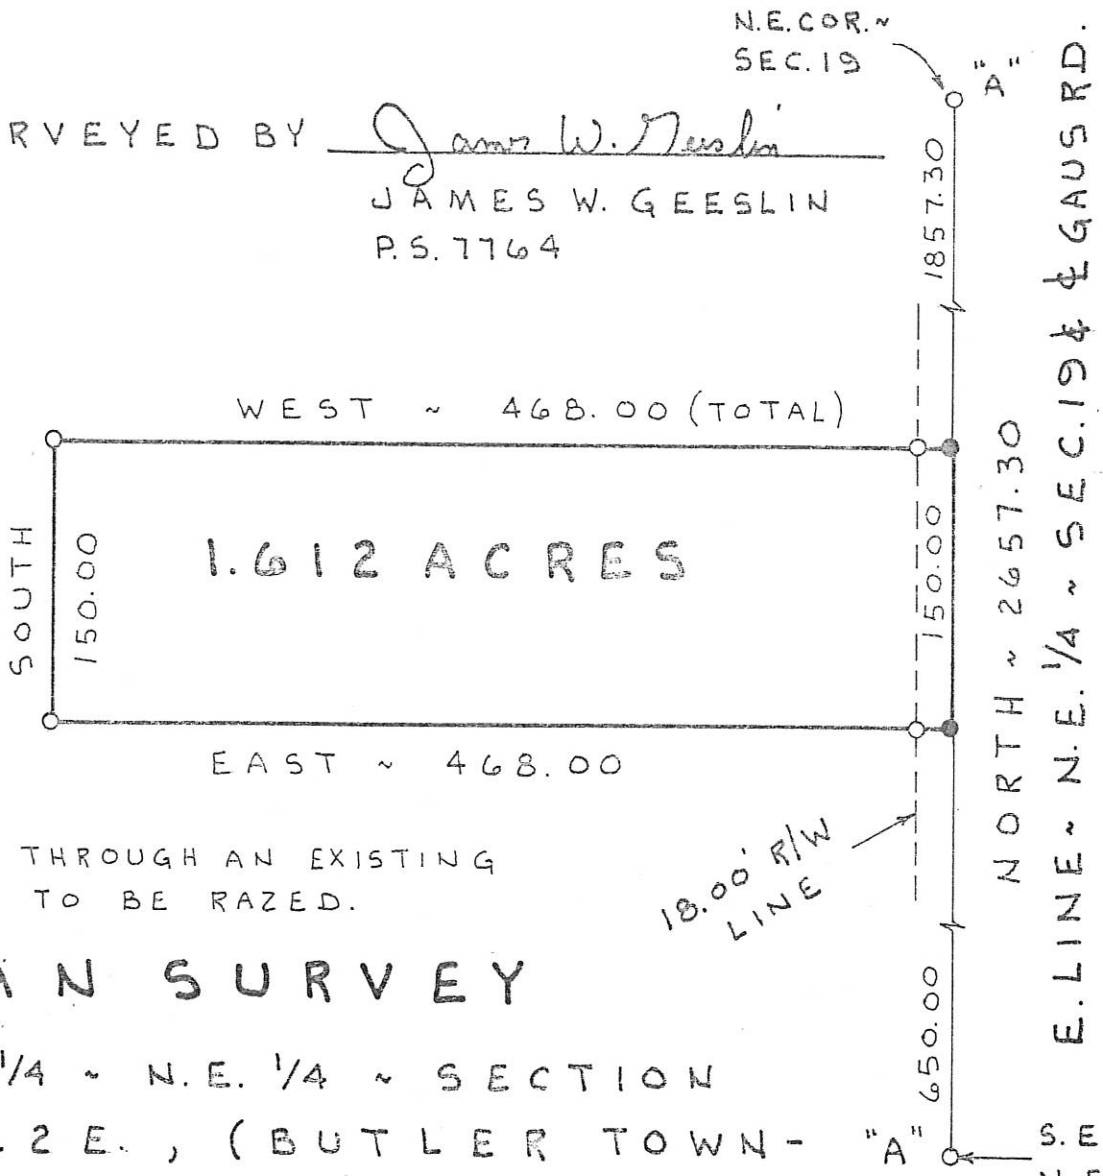 N.E. COR. ~
SEC. 19
"A"
RVEYED BY James W. Geeslin
JAMES W. GEESLIN
P.S. 7764
1857.30
WEST ~ 468.00 (TOTAL)
SOUTH
150.00
1.612 ACRES
150.00
NORTH ~ 2657.30
E. LINE ~ N.E. 1/4 ~ SEC. 19 & ℄ GAUS RD.
EAST ~ 468.00
THROUGH AN EXISTING
TO BE RAZED.
18.00' R/W
LINE
AN SURVEY
1/4 ~ N.E. 1/4 ~ SECTION
650.00
. 2 E., (BUTLER TOWN-
"A"
S.E